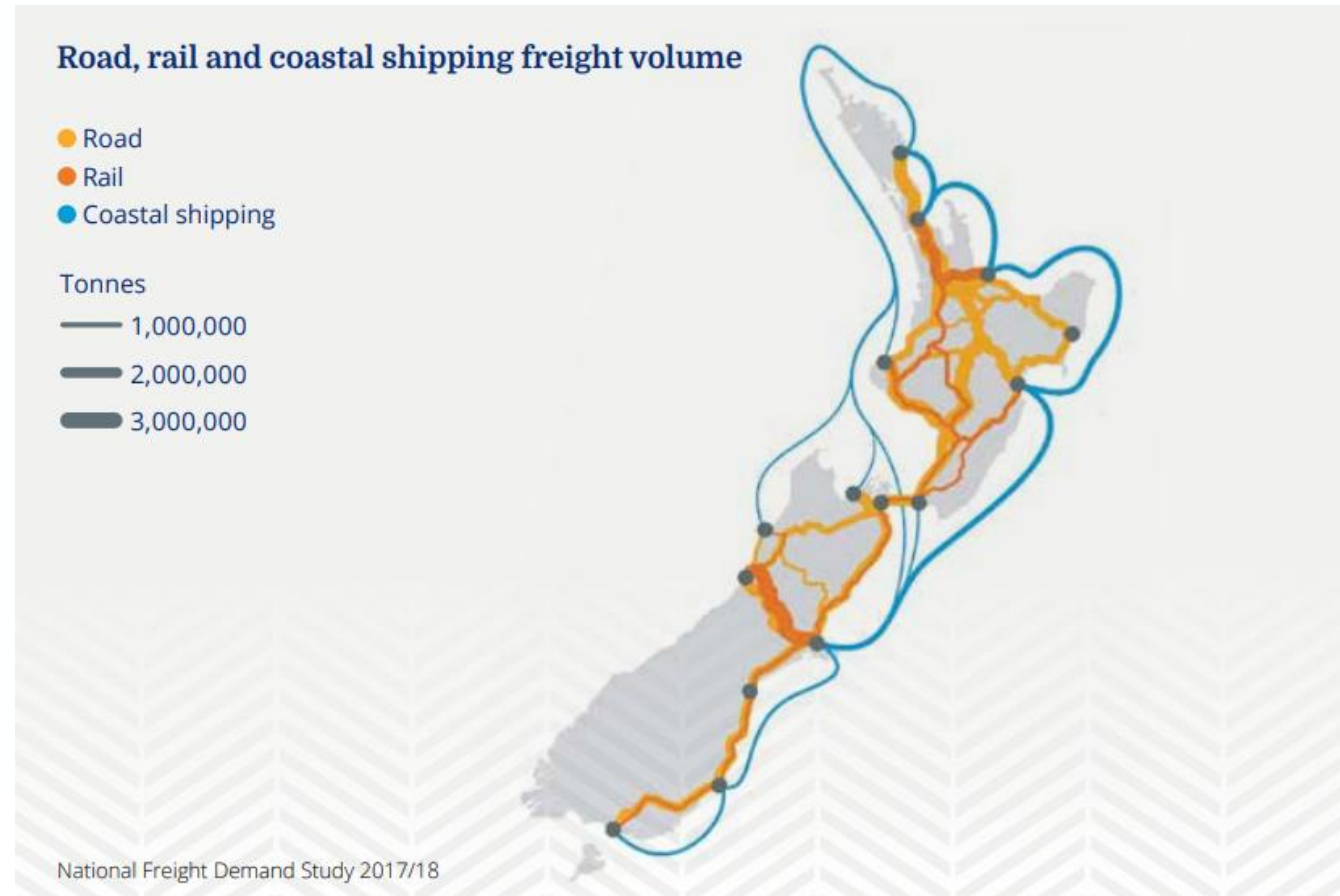 Road, rail and coastal shipping freight volume
Road
Rail
Coastal shipping
Tonnes
1,000,000
2,000,000
3,000,000
National Freight Demand Study 2017/18